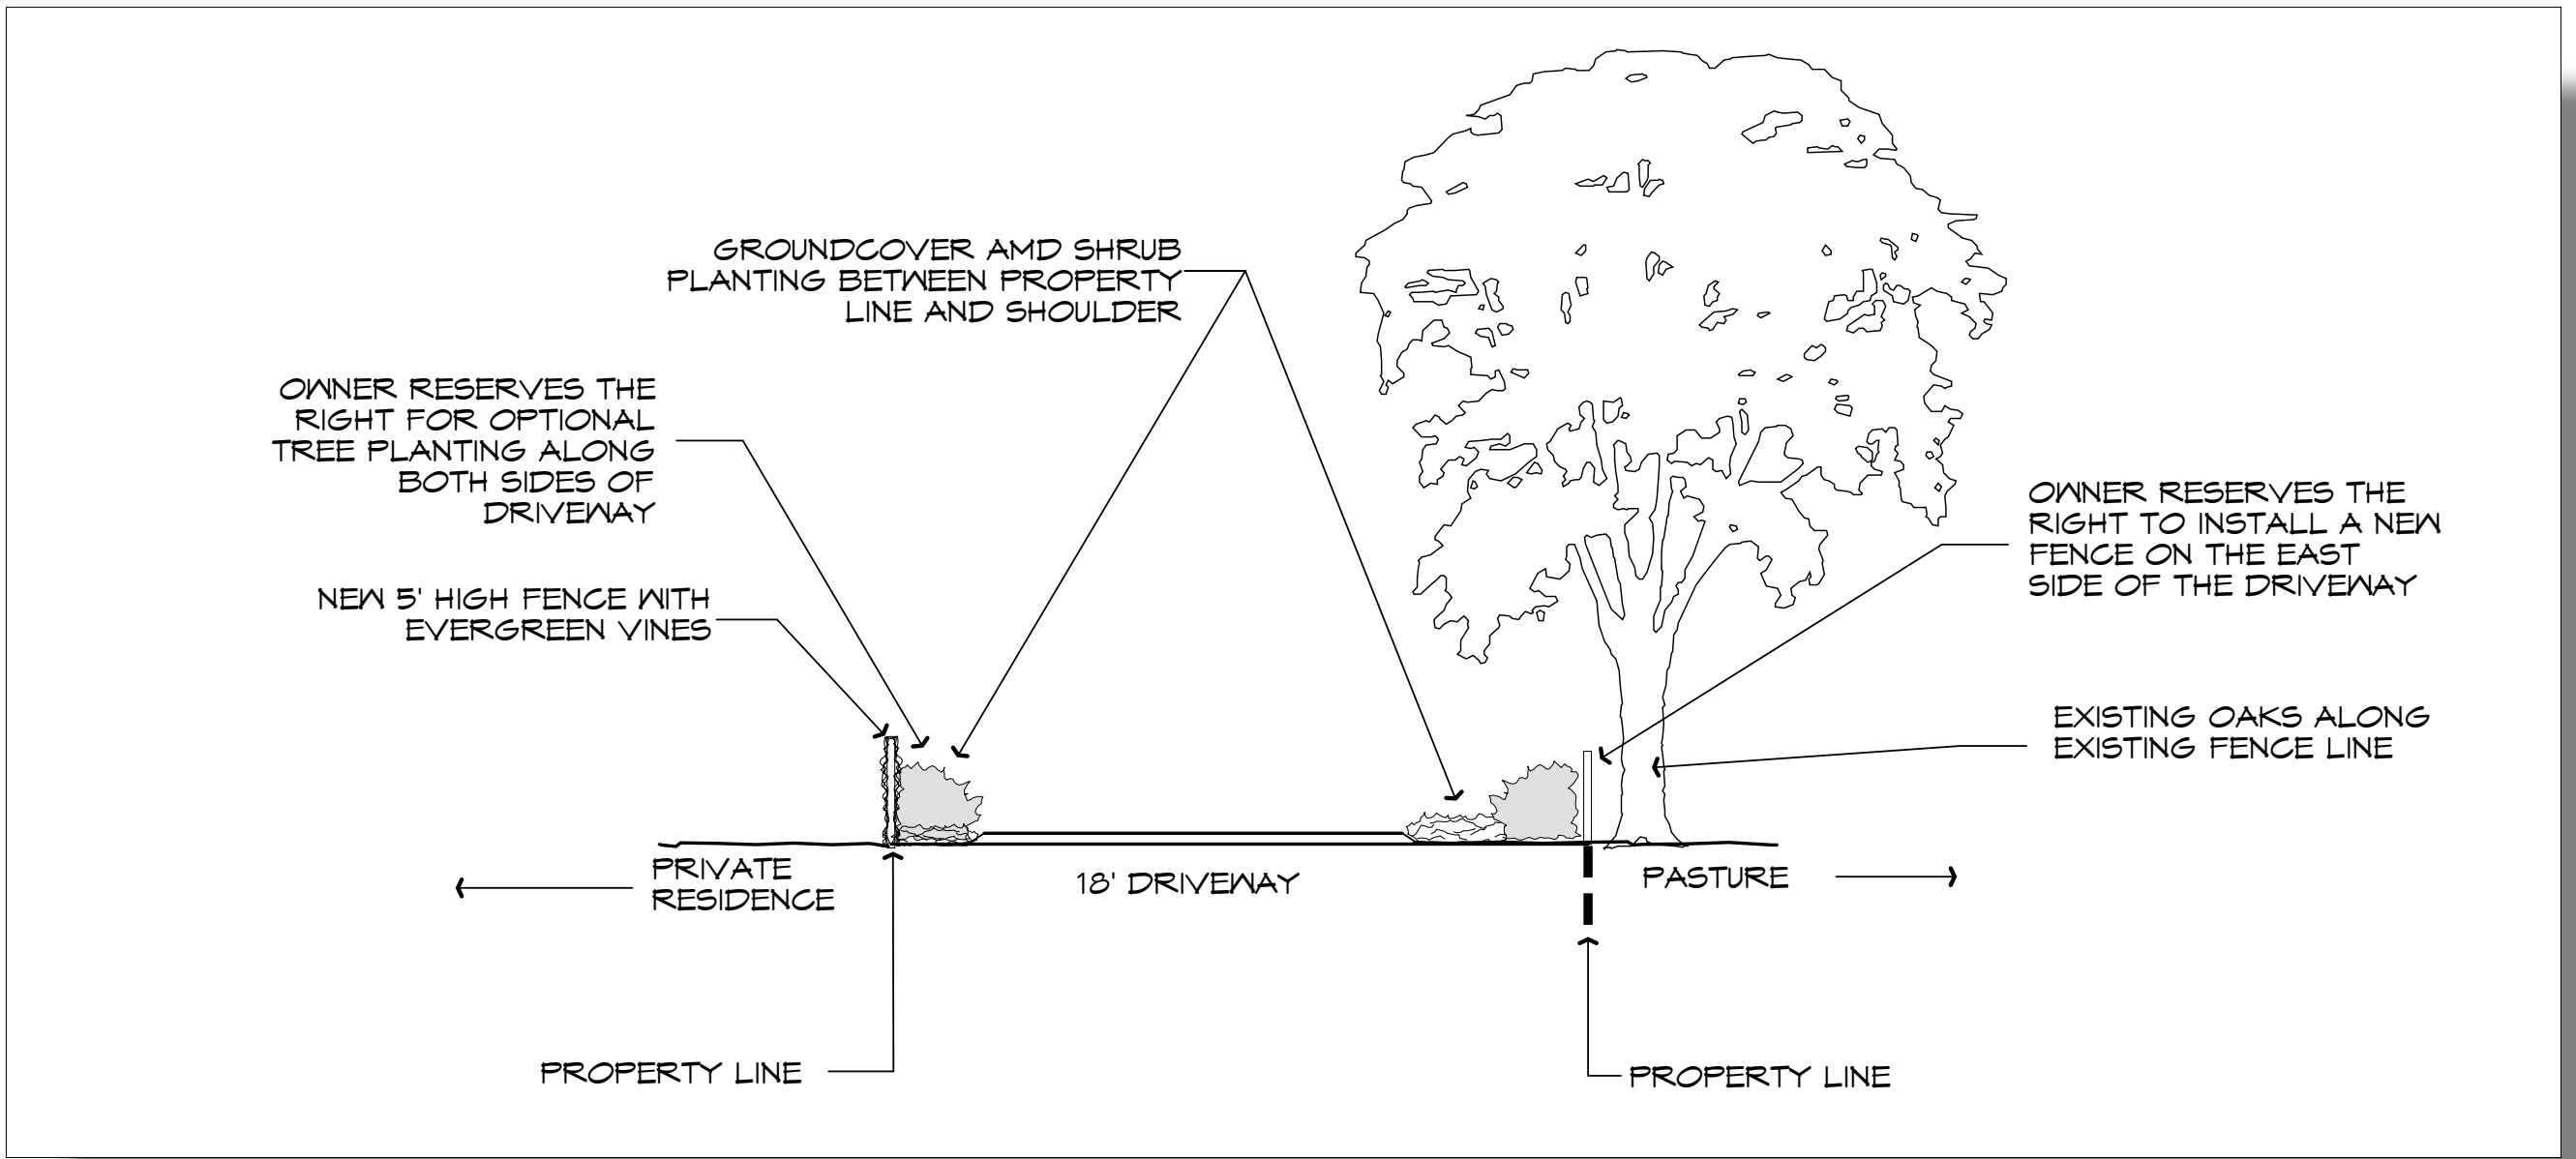 GROUNDCOVER AMD SHRUB
PLANTING BETWEEN PROPERTY
LINE AND SHOULDER
OWNER RESERVES THE
RIGHT FOR OPTIONAL
TREE PLANTING ALONG
BOTH SIDES OF
DRIVEWAY
NEW 5' HIGH FENCE WITH
EVERGREEN VINES
OWNER RESERVES THE
RIGHT TO INSTALL A NEW
FENCE ON THE EAST
SIDE OF THE DRIVEWAY
EXISTING OAKS ALONG
EXISTING FENCE LINE
PRIVATE
RESIDENCE
18' DRIVEWAY
PASTURE
PROPERTY LINE
PROPERTY LINE